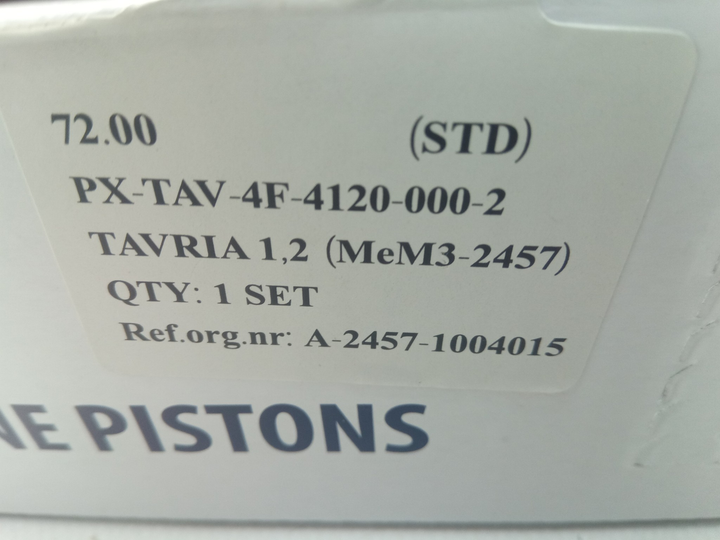 72.00 (STD)
PX-TAV-4F-4120-000-2
TAVRIA 1,2 (MeM3-2457)
QTY: 1 SET
Ref.org.nr: A-2457-1004015
PISTONS